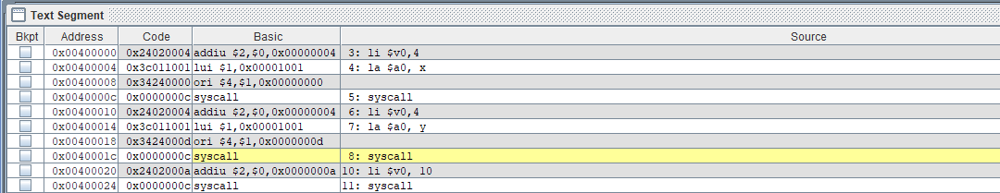 Text Segment
Bkpt Address Code Basic Source
0x00400000 0x24020004 addiu $2,$0,0x00000004 3: li $v0,4
0x00400004 0x3c011001 lui $1,0x00001001 4: la $a0, x
0x00400008 0x34240000 ori $4,$1,0x00000000
0x0040000c 0x0000000c syscall 5: syscall
0x00400010 0x24020004 addiu $2,$0,0x00000004 6: li $v0,4
0x00400014 0x3c011001 lui $1,0x00001001 7: la $a0, y
0x00400018 0x3424000d ori $4,$1,0x0000000d
0x0040001c 0x0000000c syscall 8: syscall
0x00400020 0x2402000a addiu $2,$0,0x0000000a 10: li $v0, 10
0x00400024 0x0000000c syscall 11: syscall